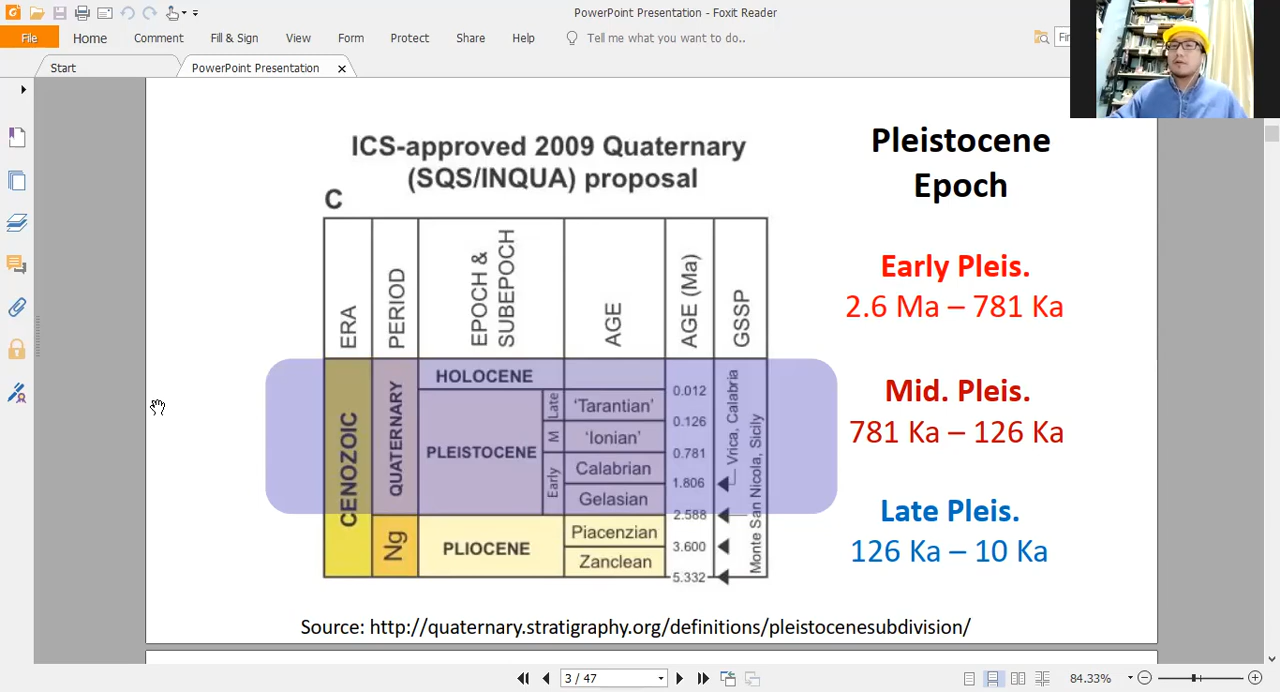 PowerPoint Presentation - Foxit Reader
File Home Comment Fill & Sign View Form Protect Share Help Tell me what you want to do.. Fin
Start PowerPoint Presentation
ICS-approved 2009 Quaternary
(SQS/INQUA) proposal
C
ERA
PERIOD
EPOCH &
SUBEPOCH
AGE
AGE (Ma)
GSSP
CENOZOIC
QUATERNARY
Ng
HOLOCENE
PLEISTOCENE
PLIOCENE
Late
M
Early
'Tarantian'
'Ionian'
Calabrian
Gelasian
Piacenzian
Zanclean
0.012
0.126
0.781
1.806
2.588
3.600
5.332
Vrica, Calabria
Monte San Nicola, Sicily
Pleistocene
Epoch
Early Pleis.
2.6 Ma – 781 Ka
Mid. Pleis.
781 Ka – 126 Ka
Late Pleis.
126 Ka – 10 Ka
Source: http://quaternary.stratigraphy.org/definitions/pleistocenesubdivision/
3 / 47
84.33%